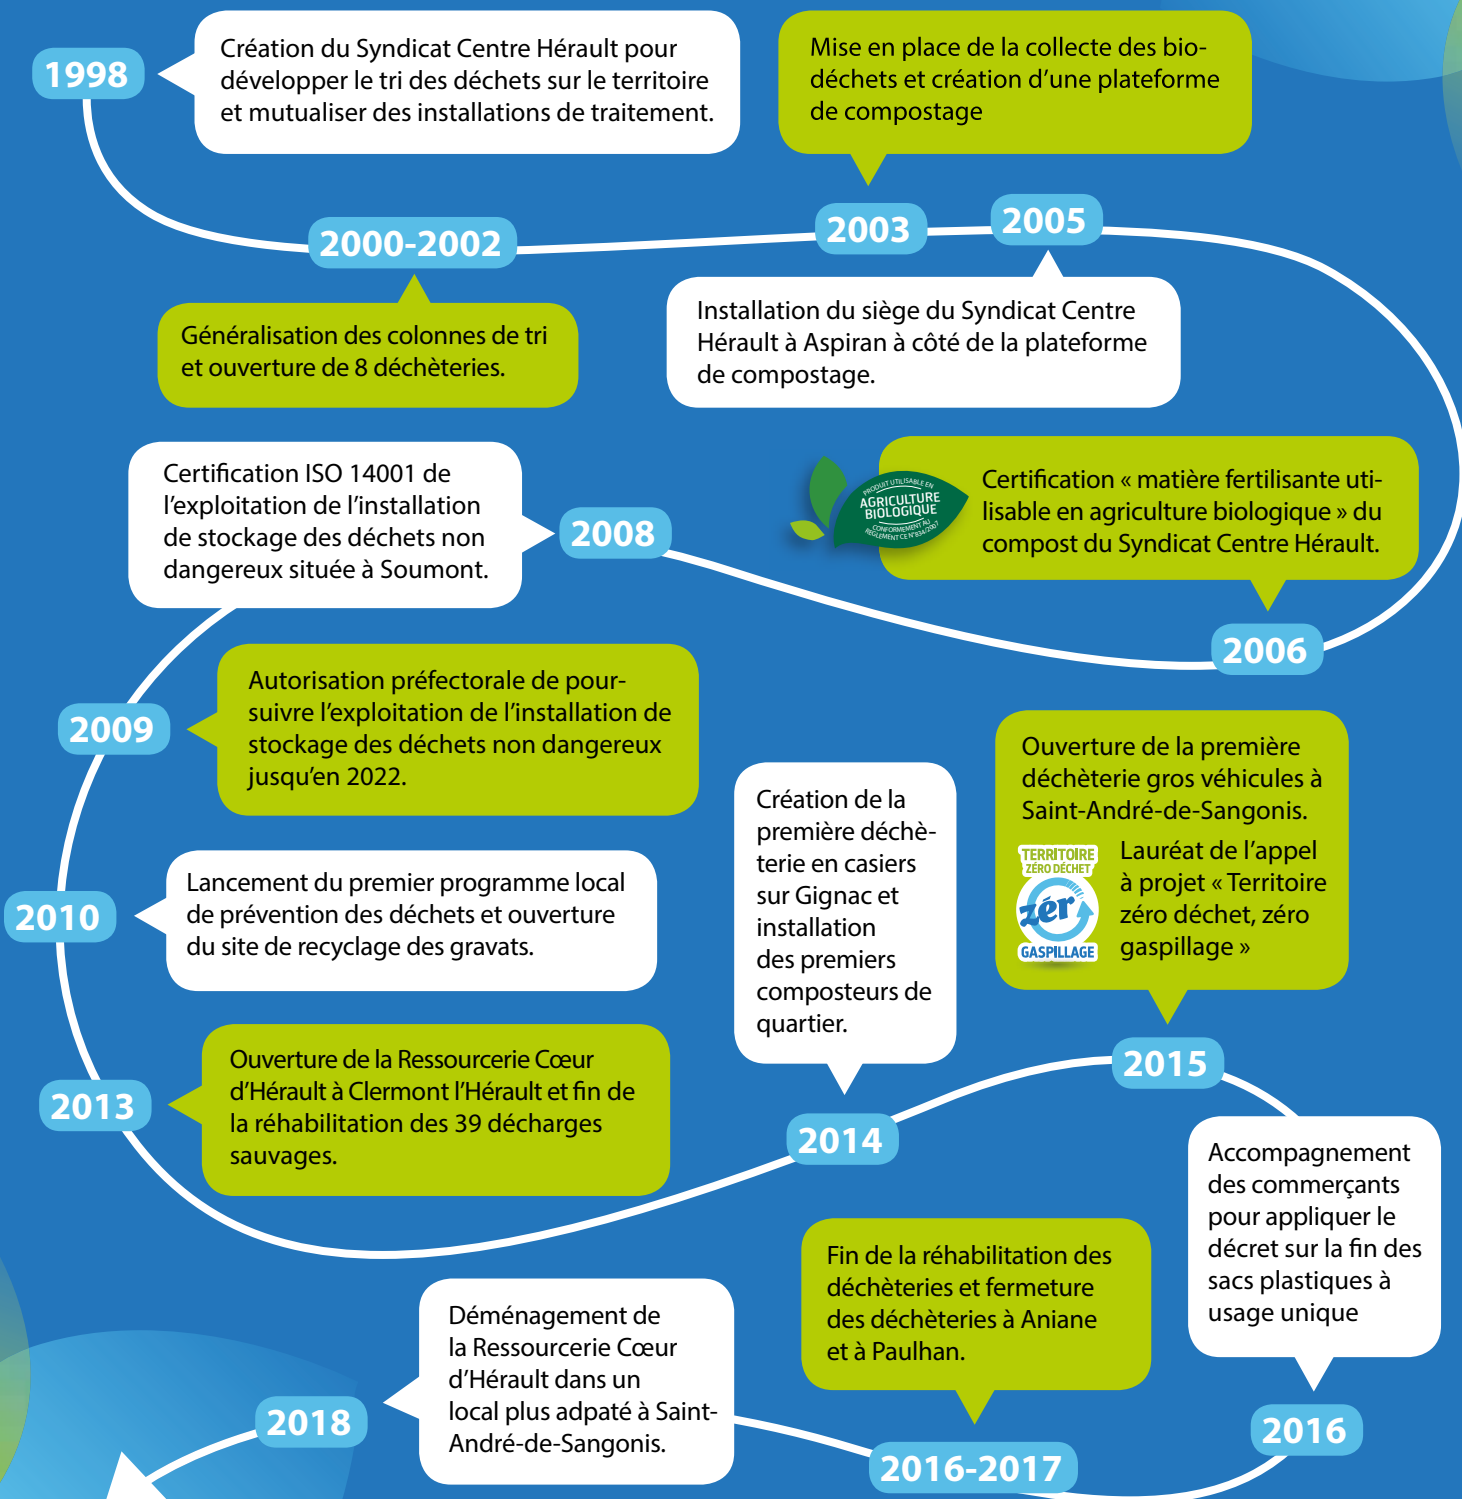 1998
Création du Syndicat Centre Hérault pour
développer le tri des déchets sur le territoire
et mutualiser des installations de traitement.
2000-2002
Généralisation des colonnes de tri
et ouverture de 8 déchèteries.
Mise en place de la collecte des bio-
déchets et création d’une plateforme
de compostage
2003
2005
Installation du siège du Syndicat Centre
Hérault à Aspiran à côté de la plateforme
de compostage.
PRODUIT UTILISABLE EN
AGRICULTURE
BIOLOGIQUE
CONFORMEMENT AU
REGLEMENT CE N°834/2007
Certification « matière fertilisante uti-
lisable en agriculture biologique » du
compost du Syndicat Centre Hérault.
2006
Certification ISO 14001 de
l’exploitation de l’installation
de stockage des déchets non
dangereux située à Soumont.
2008
2009
Autorisation préfectorale de pour-
suivre l’exploitation de l’installation de
stockage des déchets non dangereux
jusqu’en 2022.
2010
Lancement du premier programme local
de prévention des déchets et ouverture
du site de recyclage des gravats.
2013
Ouverture de la Ressourcerie Cœur
d’Hérault à Clermont l’Hérault et fin de
la réhabilitation des 39 décharges
sauvages.
Création de la
première déchè-
terie en casiers
sur Gignac et
installation
des premiers
composteurs de
quartier.
2014
Ouverture de la première
déchèterie gros véhicules à
Saint-André-de-Sangonis.
TERRITOIRE
ZÉRO DÉCHET
zér
GASPILLAGE
Lauréat de l’appel
à projet « Territoire
zéro déchet, zéro
gaspillage »
2015
Accompagnement
des commerçants
pour appliquer le
décret sur la fin des
sacs plastiques à
usage unique
2016
Fin de la réhabilitation des
déchèteries et fermeture
des déchèteries à Aniane
et à Paulhan.
2016-2017
Déménagement de
la Ressourcerie Cœur
d’Hérault dans un
local plus adpaté à Saint-
André-de-Sangonis.
2018